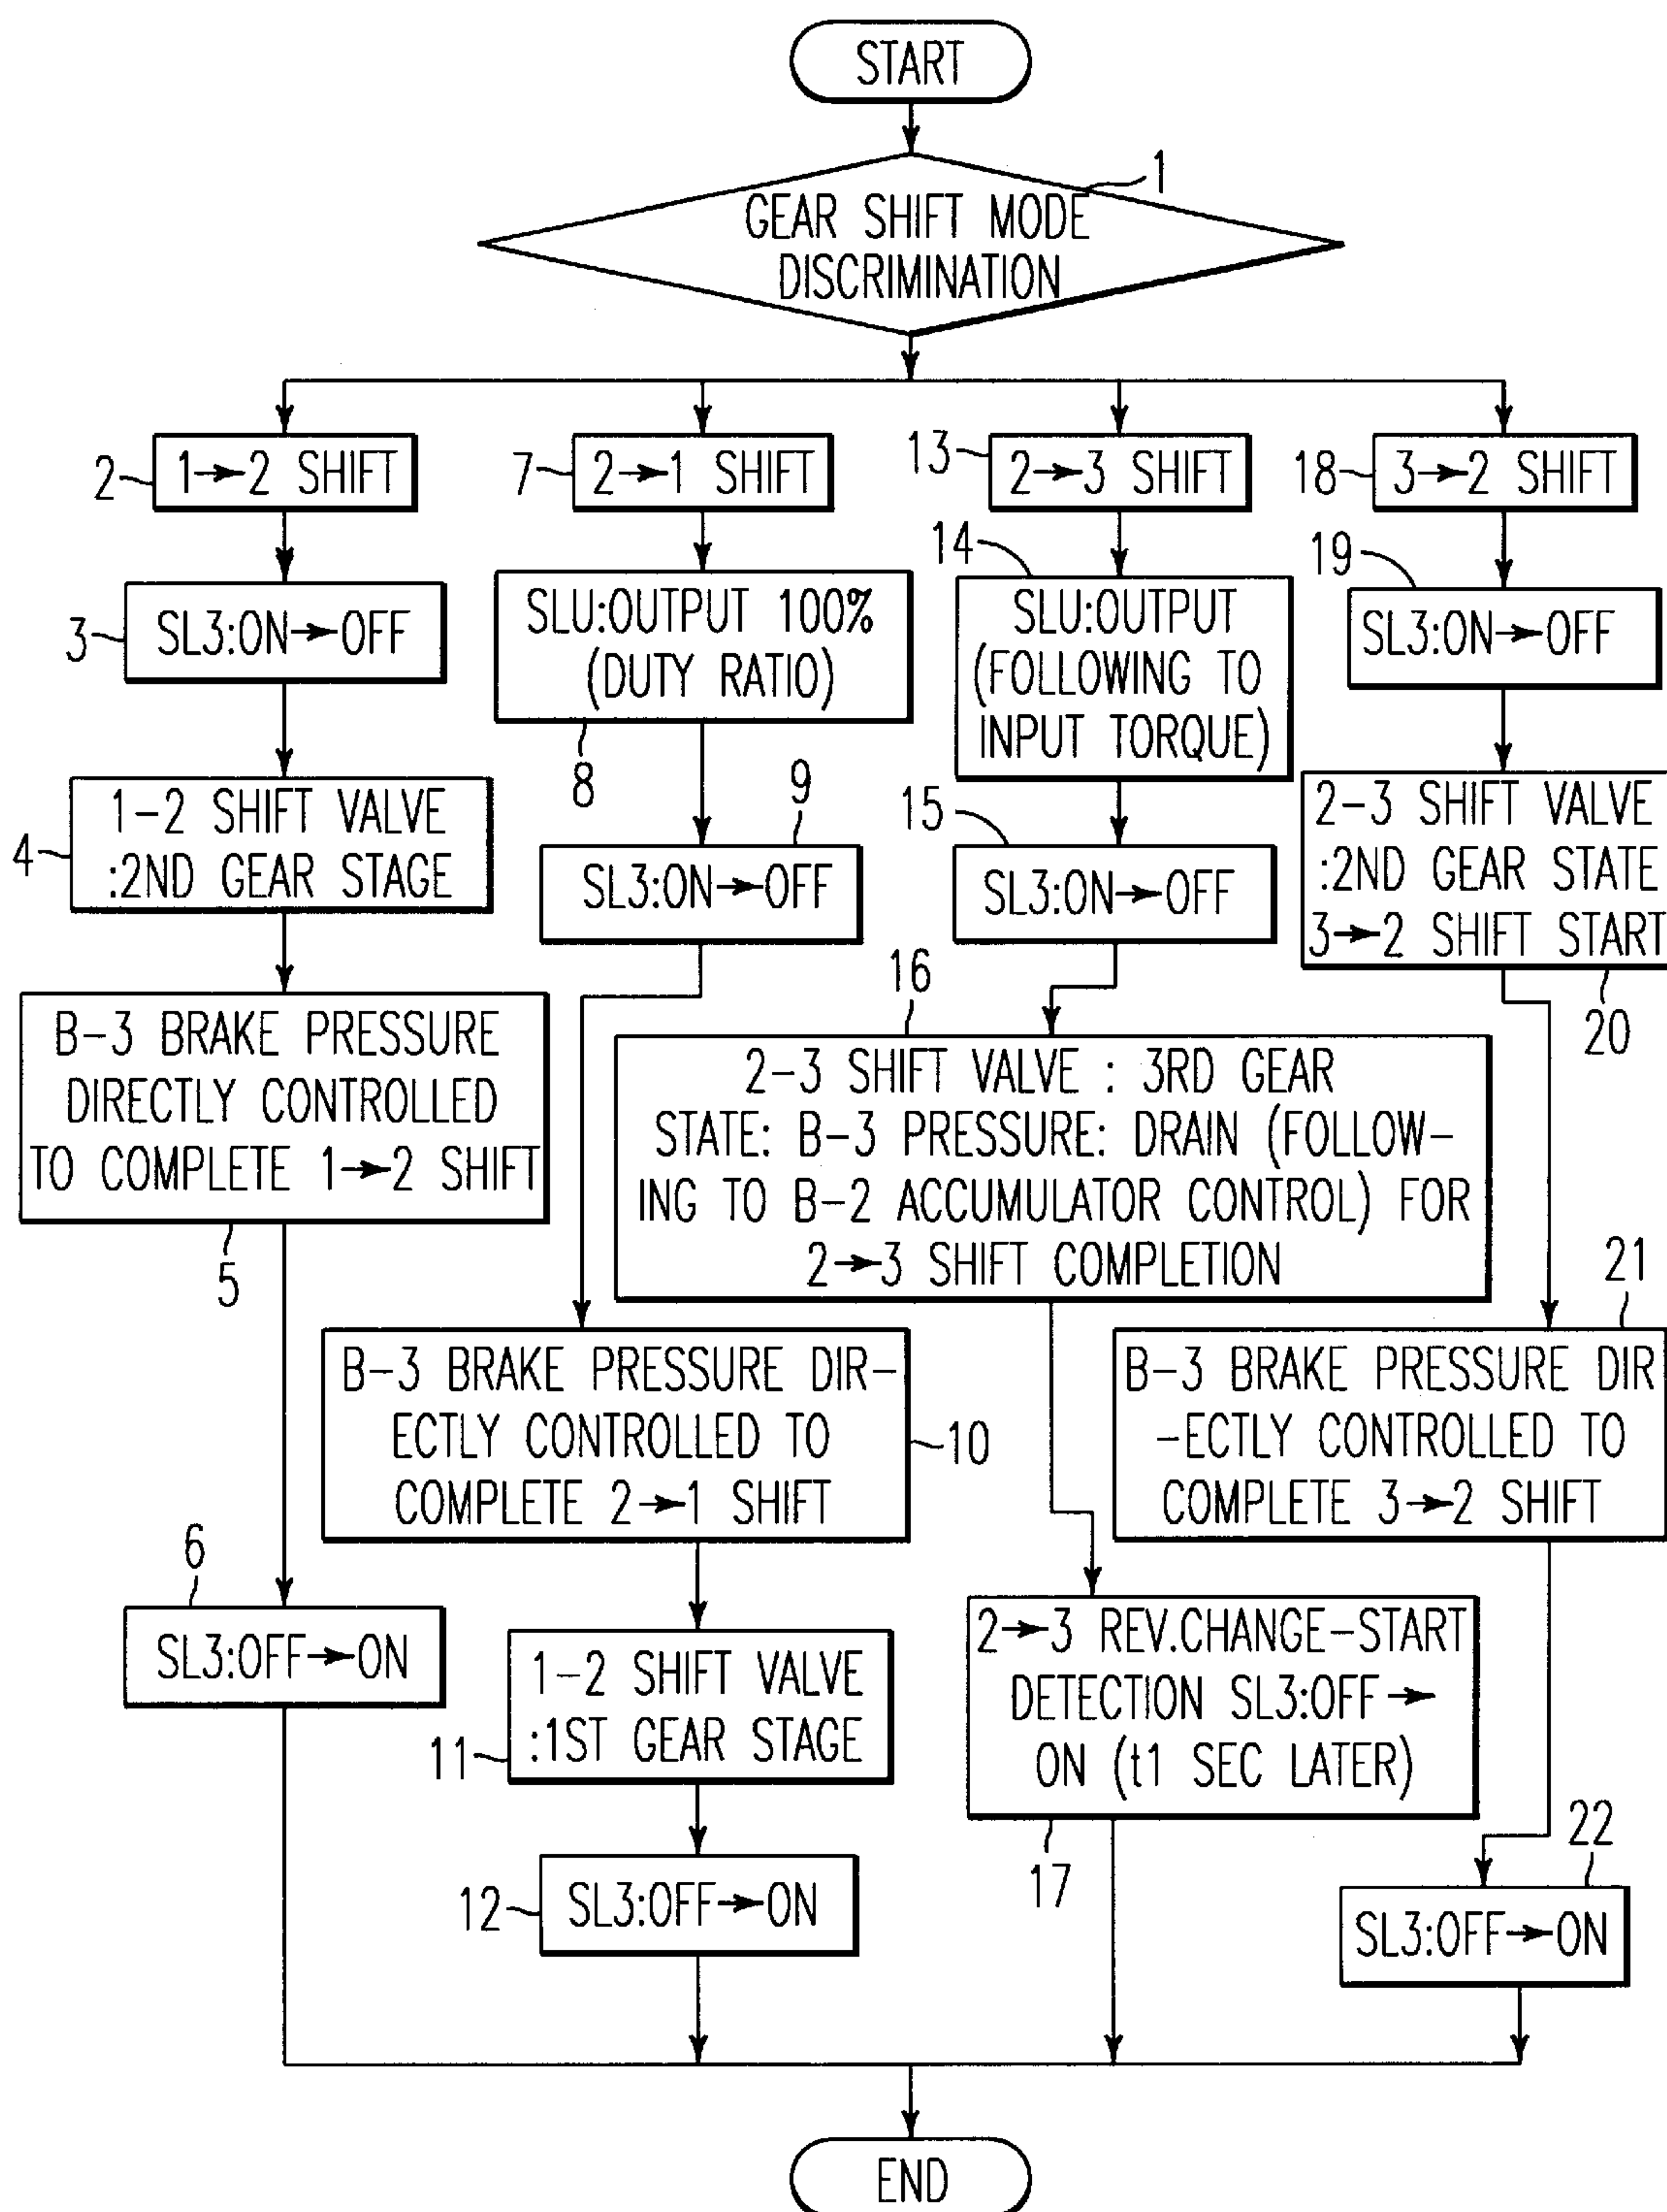 START
1
GEAR SHIFT MODE
DISCRIMINATION
2
1→2 SHIFT
3
SL3:ON→OFF
4
1-2 SHIFT VALVE
:2ND GEAR STAGE
B-3 BRAKE PRESSURE
DIRECTLY CONTROLLED
TO COMPLETE 1→2 SHIFT
5
6
SL3:OFF→ON
7
2→1 SHIFT
SLU:OUTPUT 100%
(DUTY RATIO)
8
9
SL3:ON→OFF
B-3 BRAKE PRESSURE DIR-
ECTLY CONTROLLED TO
COMPLETE 2→1 SHIFT
10
1-2 SHIFT VALVE
:1ST GEAR STAGE
11
12
SL3:OFF→ON
13
2→3 SHIFT
14
SLU:OUTPUT
(FOLLOWING TO
INPUT TORQUE)
15
SL3:ON→OFF
16
2-3 SHIFT VALVE : 3RD GEAR
STATE: B-3 PRESSURE: DRAIN (FOLLOW-
ING TO B-2 ACCUMULATOR CONTROL) FOR
2→3 SHIFT COMPLETION
2→3 REV.CHANGE-START
DETECTION SL3:OFF→
ON (t1 SEC LATER)
17
18
3→2 SHIFT
19
SL3:ON→OFF
2-3 SHIFT VALVE
:2ND GEAR STATE
3→2 SHIFT START
20
21
B-3 BRAKE PRESSURE DIR
-ECTLY CONTROLLED TO
COMPLETE 3→2 SHIFT
22
SL3:OFF→ON
END